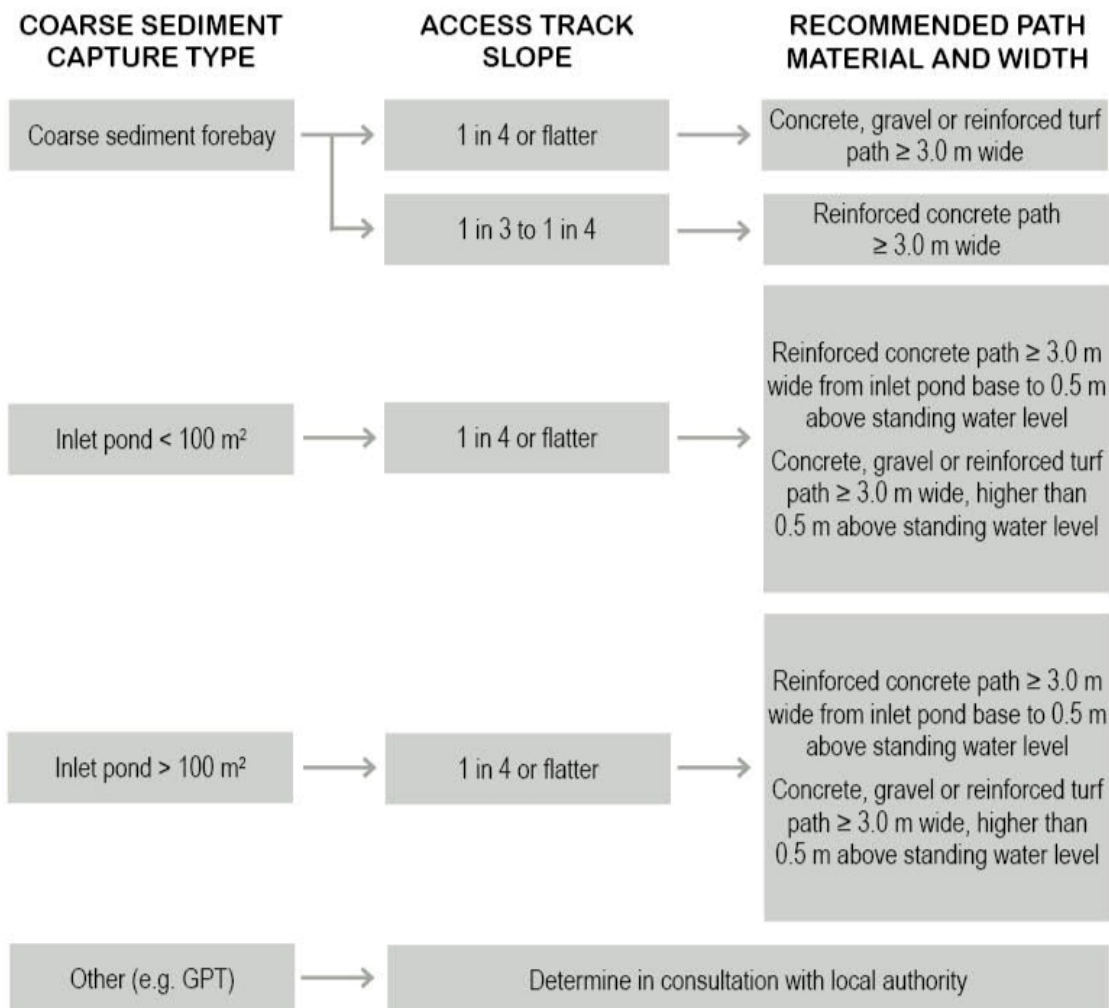 COARSE SEDIMENT
CAPTURE TYPE
ACCESS TRACK
SLOPE
RECOMMENDED PATH
MATERIAL AND WIDTH
Coarse sediment forebay
1 in 4 or flatter
Concrete, gravel or reinforced turf
path ≥ 3.0 m wide
1 in 3 to 1 in 4
Reinforced concrete path
≥ 3.0 m wide
Inlet pond < 100 m²
1 in 4 or flatter
Reinforced concrete path ≥ 3.0 m
wide from inlet pond base to 0.5 m
above standing water level
Concrete, gravel or reinforced turf
path ≥ 3.0 m wide, higher than
0.5 m above standing water level
Inlet pond > 100 m²
1 in 4 or flatter
Reinforced concrete path ≥ 3.0 m
wide from inlet pond base to 0.5 m
above standing water level
Concrete, gravel or reinforced turf
path ≥ 3.0 m wide, higher than
0.5 m above standing water level
Other (e.g. GPT)
Determine in consultation with local authority